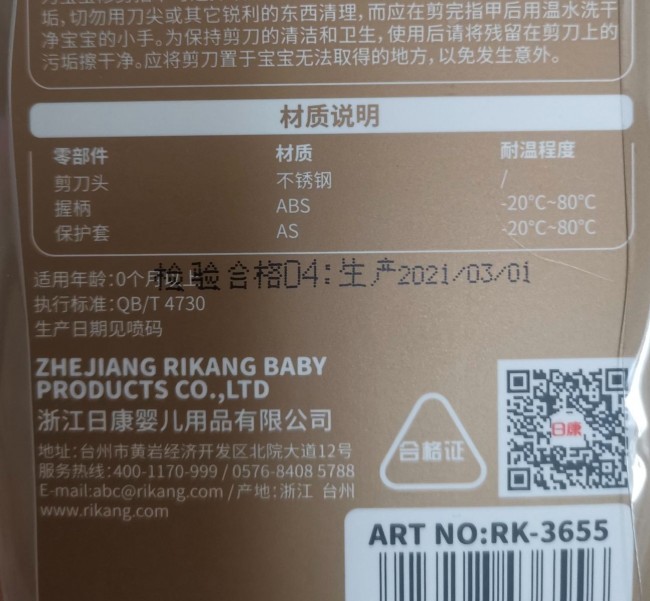 垢,切勿用刀尖或其它锐利的东西清理,而应在剪完指甲后用温水洗干
净宝宝的小手。为保持剪刀的清洁和卫生,使用后请将残留在剪刀上的
污垢擦干净。应将剪刀置于宝宝无法取得的地方,以免发生意外。
材质说明
零部件 材质 耐温程度
剪刀头 不锈钢 /
握柄 ABS -20°C~80°C
保护套 AS -20°C~80°C
适用年龄:0个月以上
检验合格04:生产2021/03/01
执行标准:QB/T 4730
生产日期见喷码
ZHEJIANG RIKANG BABY
PRODUCTS CO.,LTD
浙江日康婴儿用品有限公司
地址:台州市黄岩经济开发区北院大道12号
服务热线:400-1170-999 / 0576-8408 5788
E-mail:abc@rikang.com / 产地:浙江 台州
www.rikang.com
合格证
日康
ART NO:RK-3655